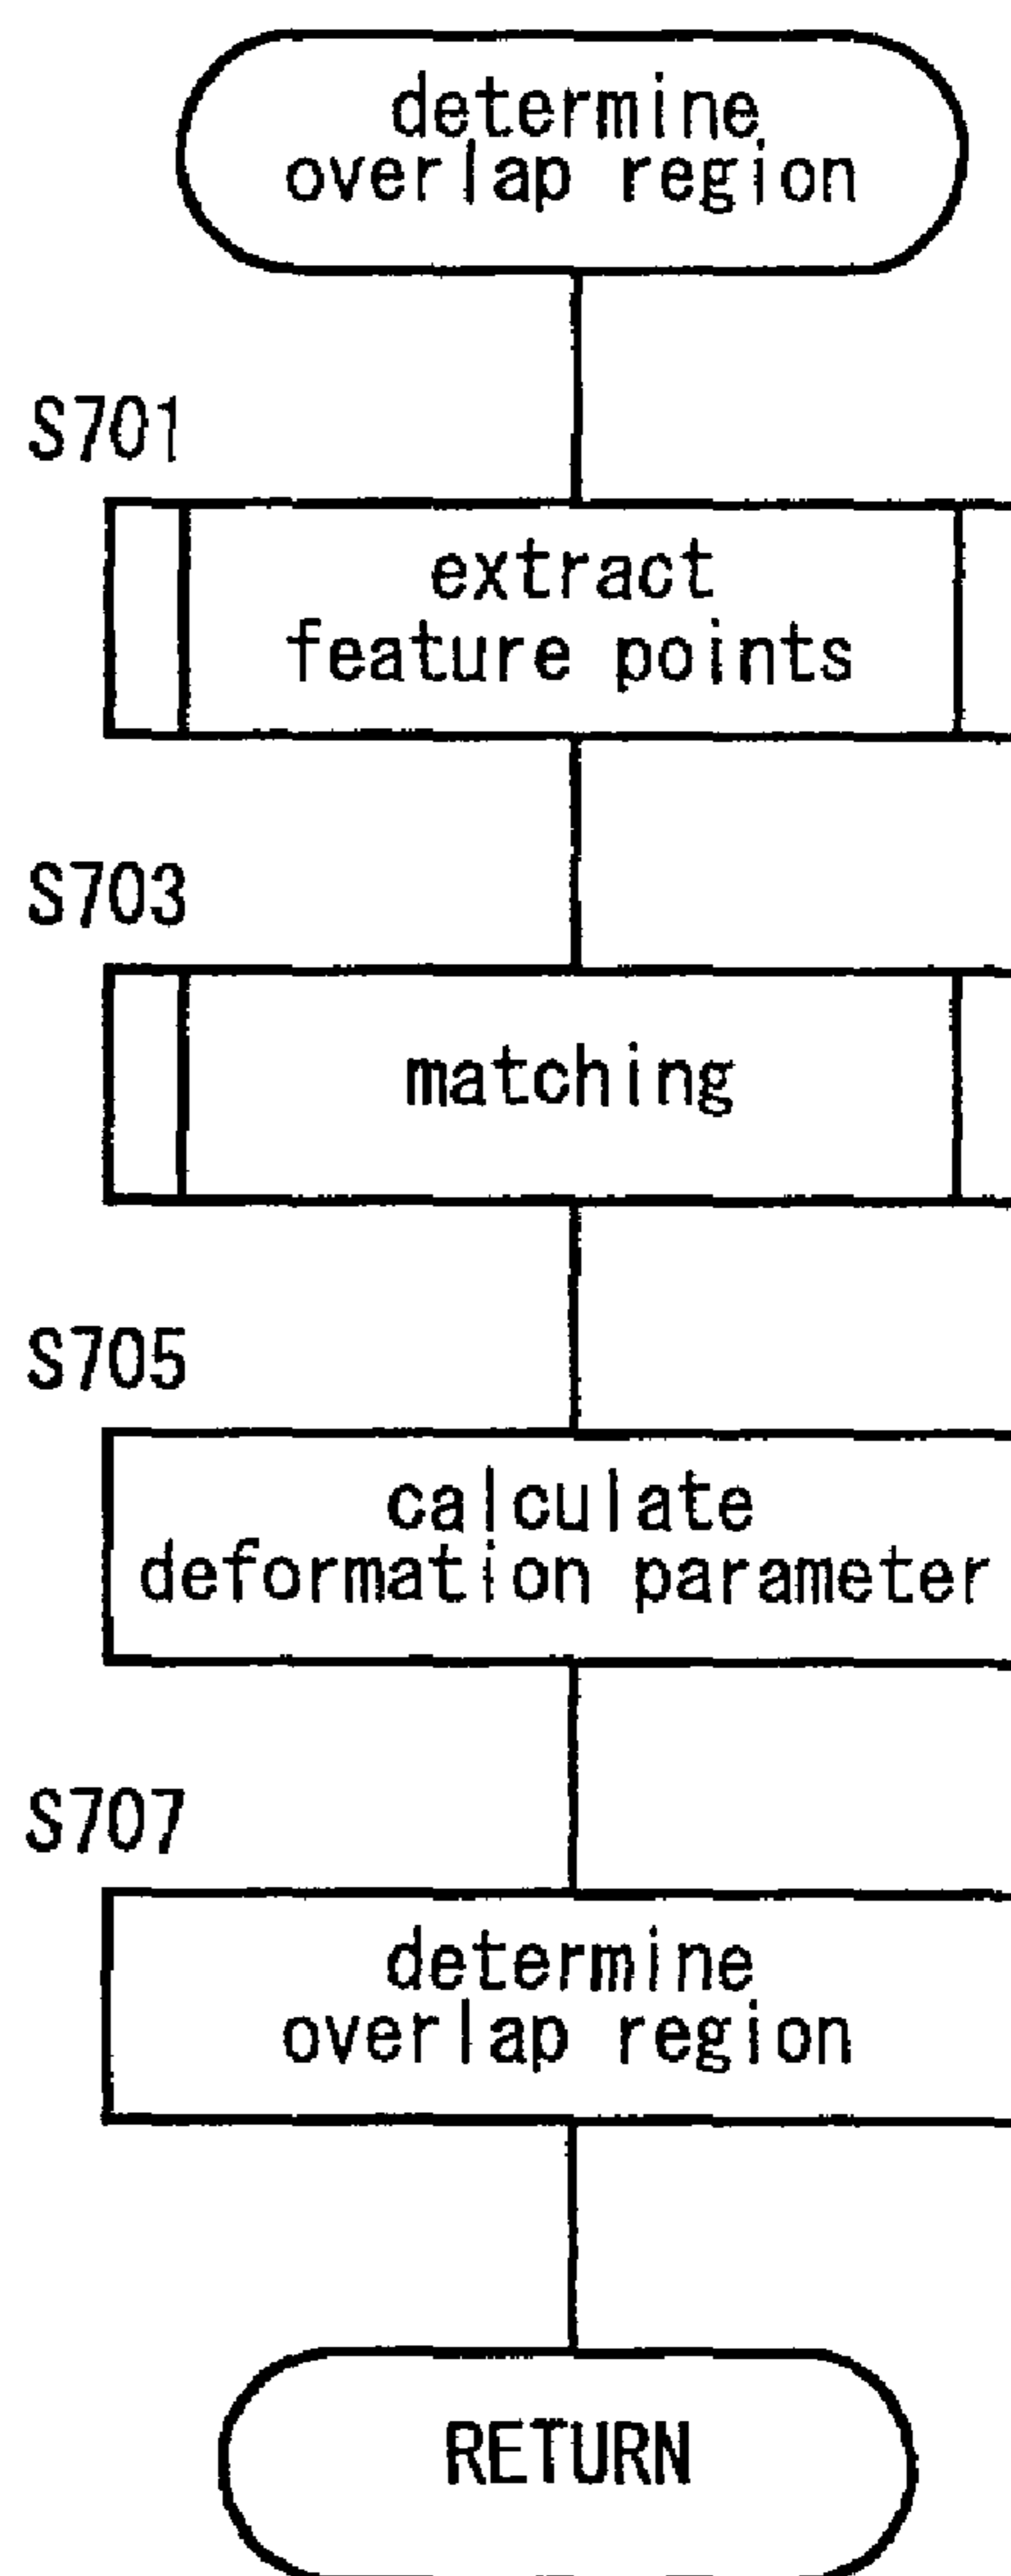 determine
overlap region
S701
extract
feature points
S703
matching
S705
calculate
deformation parameter
S707
determine
overlap region
RETURN